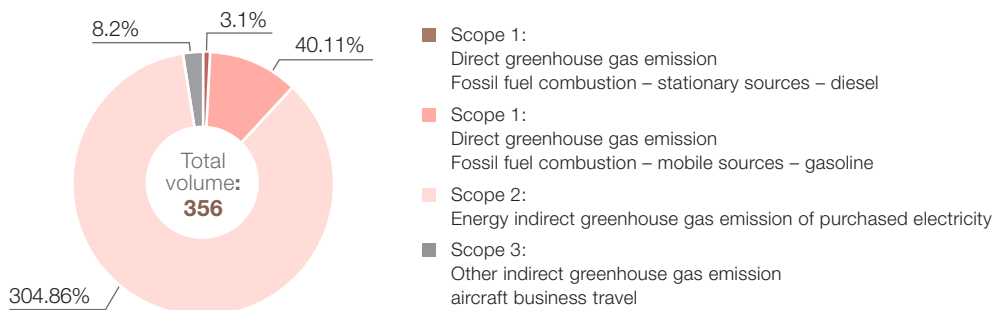 8.2%
3.1%
40.11%
Total
volume:
356
304.86%
Scope 1:
Direct greenhouse gas emission
Fossil fuel combustion – stationary sources – diesel
Scope 1:
Direct greenhouse gas emission
Fossil fuel combustion – mobile sources – gasoline
Scope 2:
Energy indirect greenhouse gas emission of purchased electricity
Scope 3:
Other indirect greenhouse gas emission
aircraft business travel